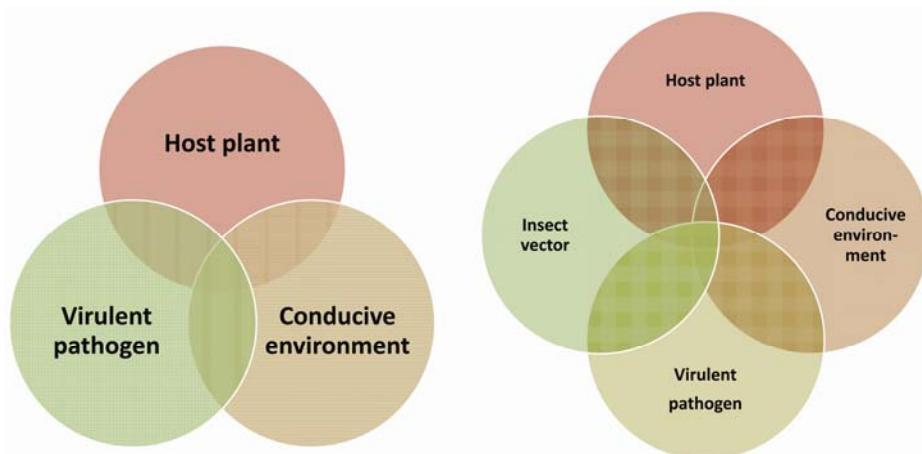 Host plant
Virulent
pathogen
Conducive
environment
Host plant
Insect
vector
Conducive
environ-
ment
Virulent
pathogen